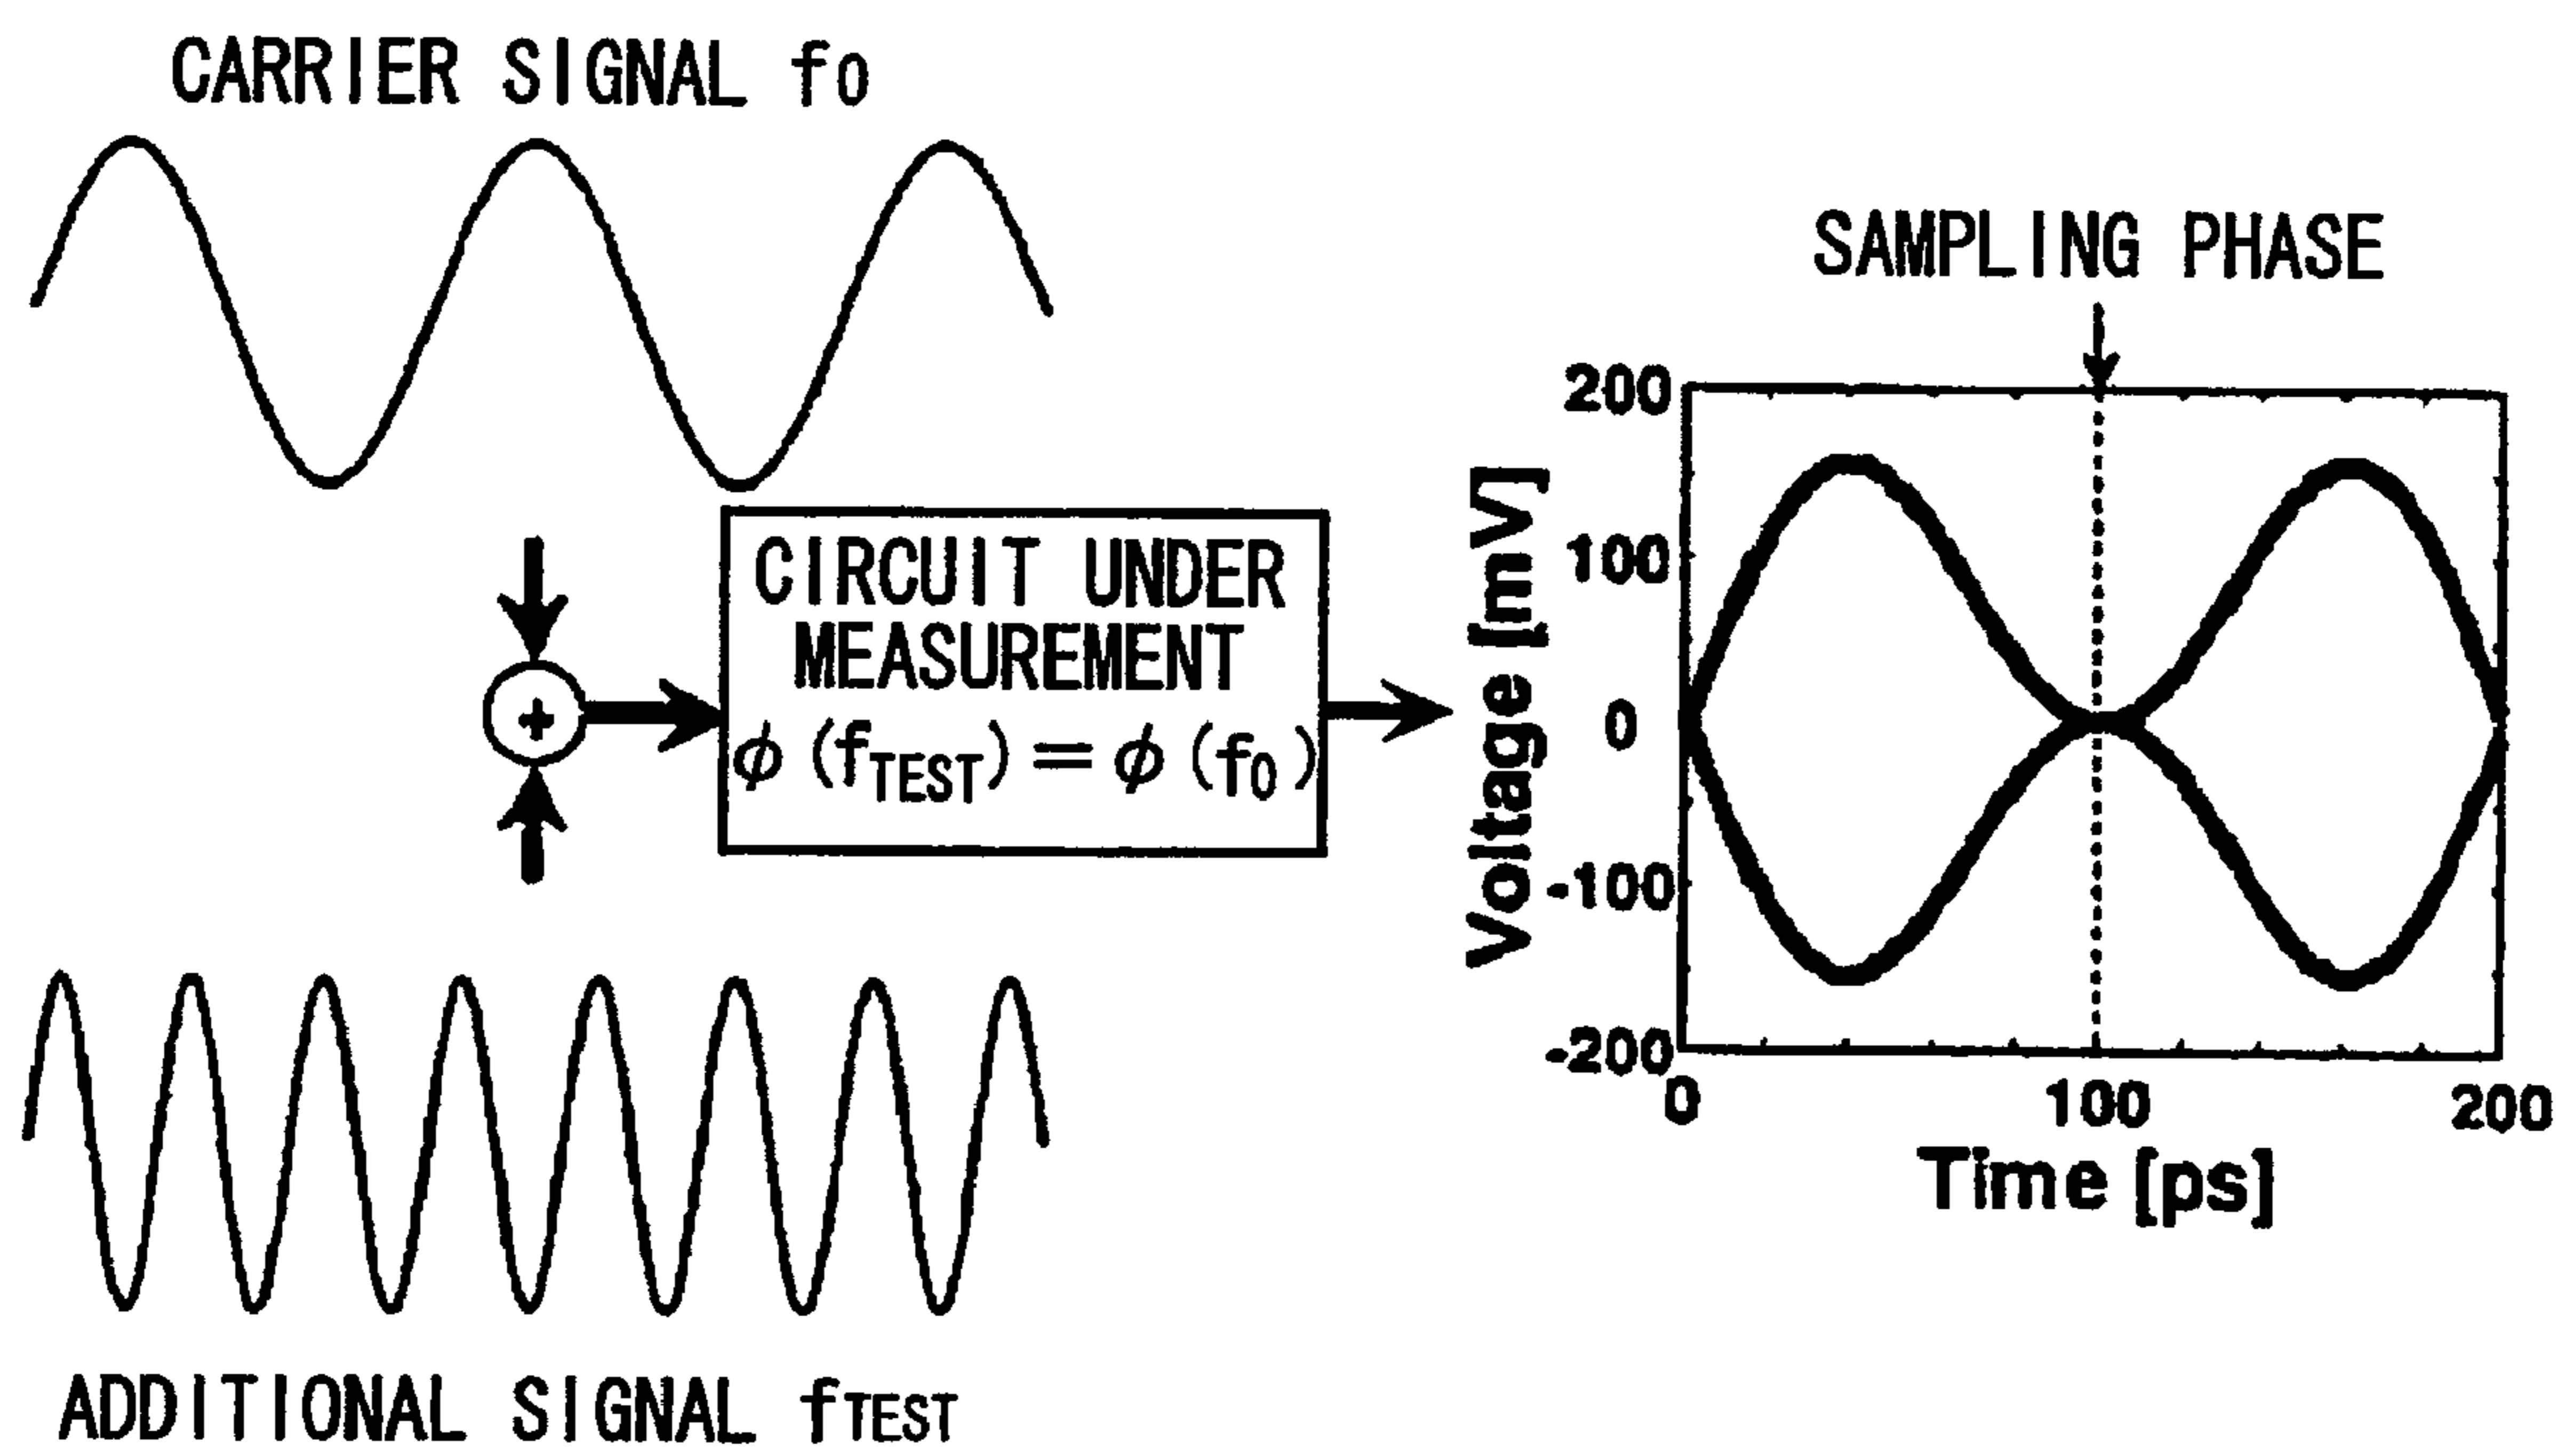 CARRIER SIGNAL f0
SAMPLING PHASE
CIRCUIT UNDER
MEASUREMENT
ϕ (fTEST) = ϕ (f0)
+
Voltage [mV]
200
100
0
-100
-200
0 100 200
Time [ps]
ADDITIONAL SIGNAL fTEST